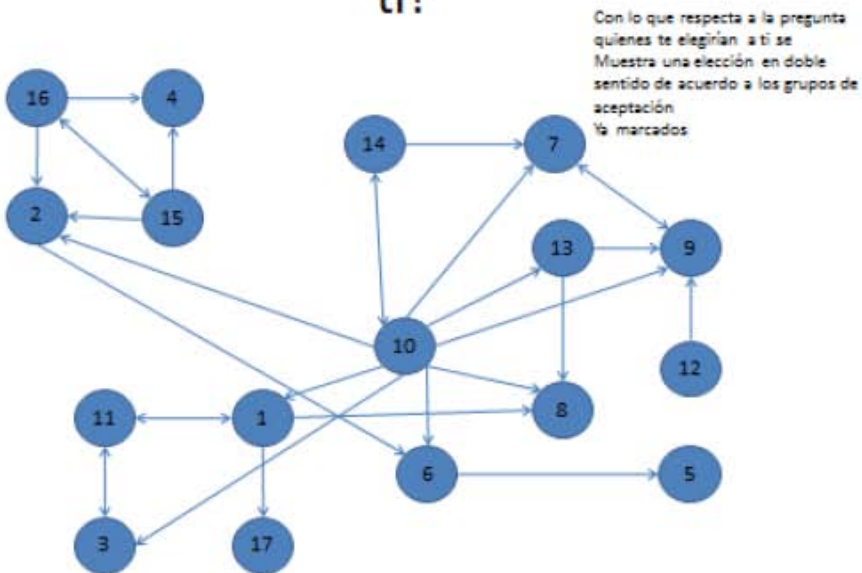 ti?
Con lo que respecta a la pregunta
quienes te elegirían a ti se
Muestra una elección en doble
sentido de acuerdo a los grupos de
aceptación
Ya marcados
16
4
14
7
2
15
13
9
10
12
11
1
8
6
5
3
17